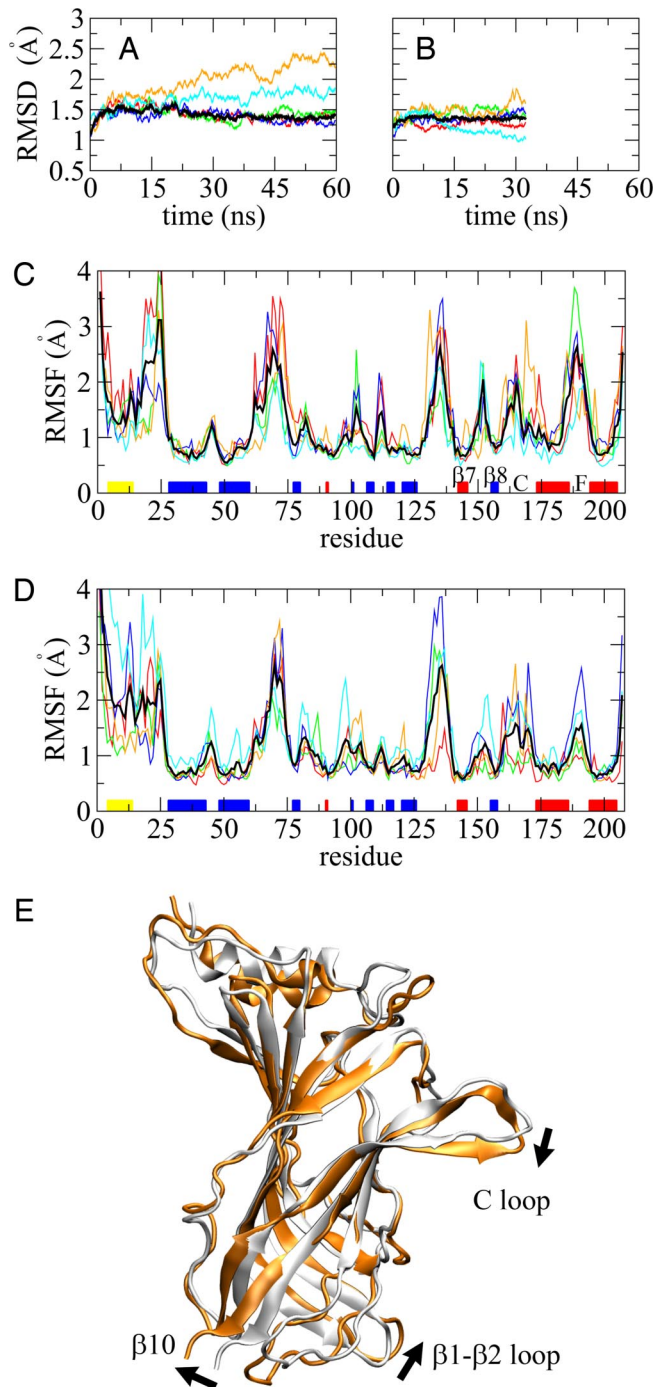 A
B
RMSD (Å)
3
2.5
2
1.5
1
0.5
0 15 30 45 60
0 15 30 45 60
time (ns)
time (ns)
C
RMSF (Å)
4
3
2
1
0
β7 β8 C F
0 25 50 75 100 125 150 175 200
residue
D
RMSF (Å)
4
3
2
1
0
0 25 50 75 100 125 150 175 200
residue
E
C loop
β10
β1-β2 loop